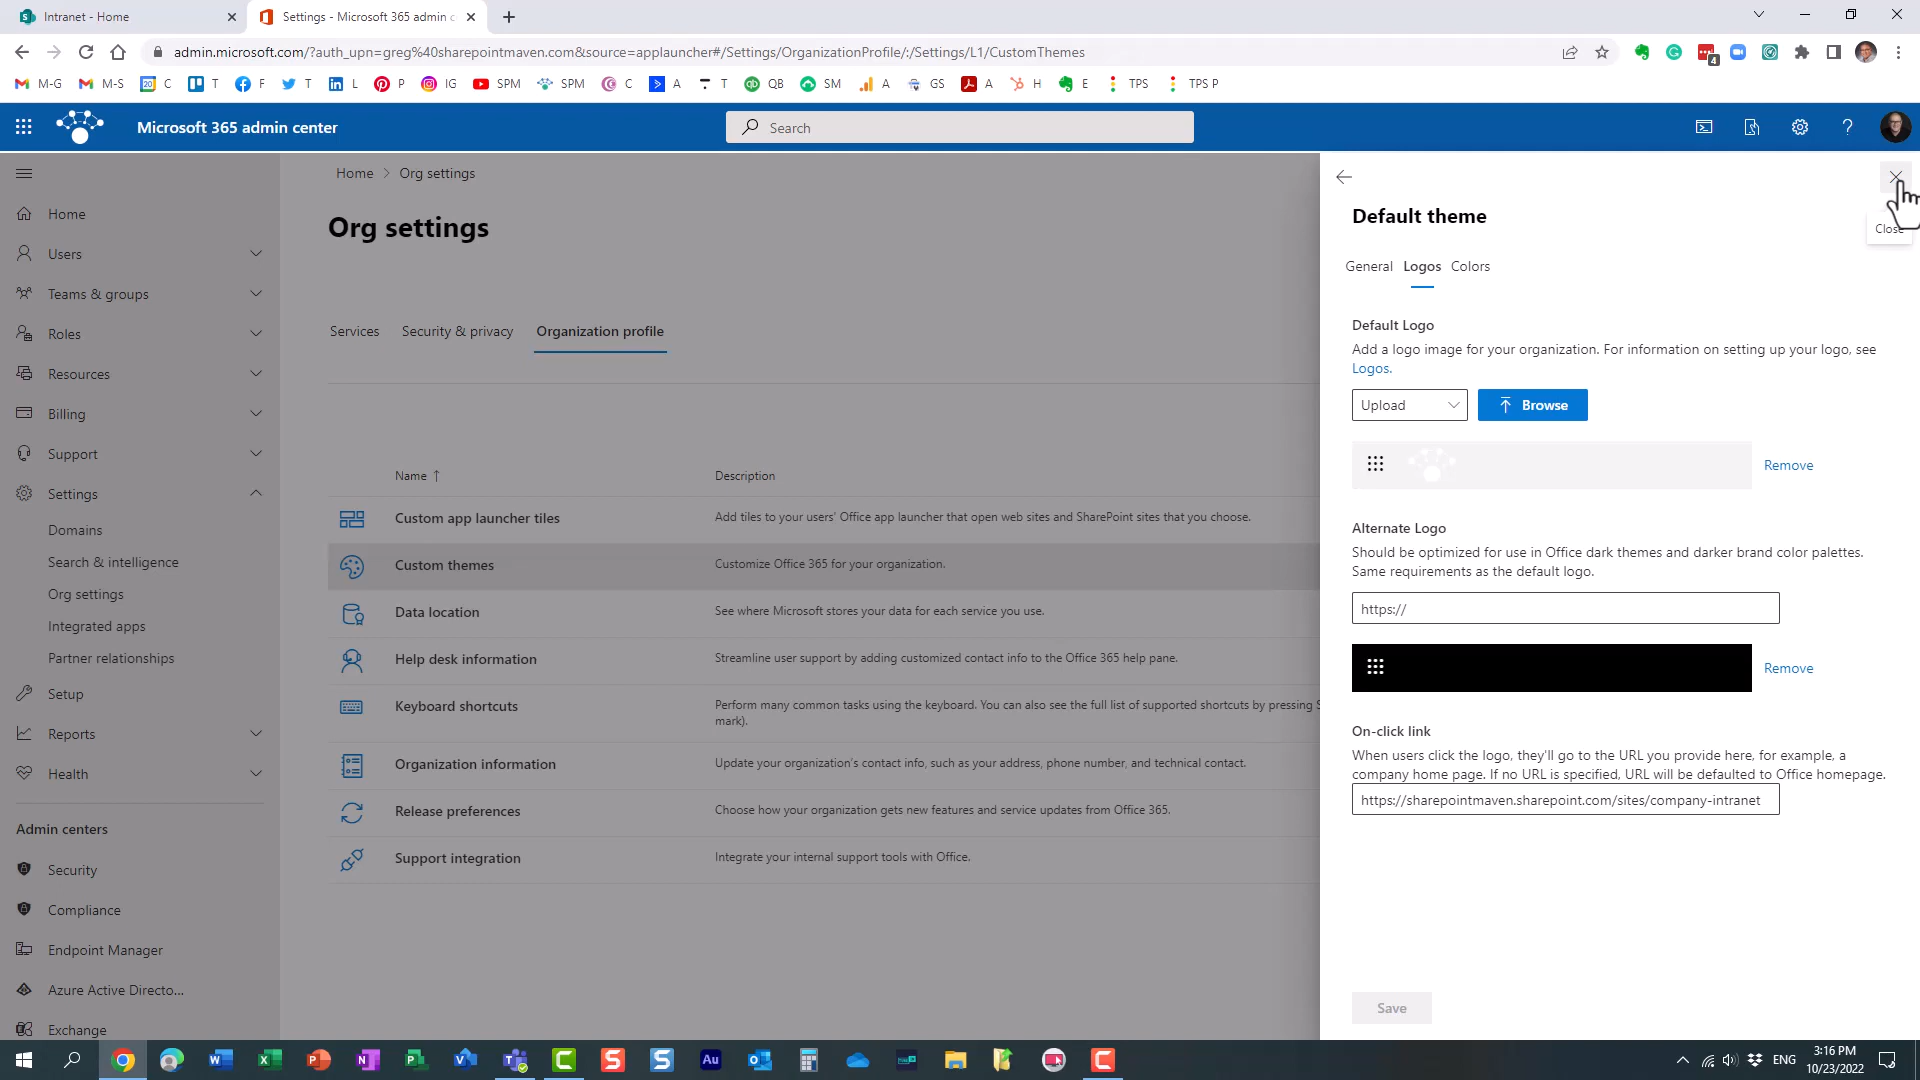 Intranet - Home
Settings - Microsoft 365 admin c
admin.microsoft.com/?auth_upn=greg%40sharepointmaven.com&source=applauncher#/Settings/OrganizationProfile/:/Settings/L1/CustomThemes
4
M-G M-S 20 C T F T L P IG SPM SPM C A T QB SM A GS A H E TPS TPS P
Microsoft 365 admin center
Search
Home
Users
Teams & groups
Roles
Resources
Billing
Support
Settings
Domains
Search & intelligence
Org settings
Integrated apps
Partner relationships
Setup
Reports
Health
Admin centers
Security
Compliance
Endpoint Manager
Azure Active Directo...
Exchange
Home > Org settings
Org settings
Services Security & privacy Organization profile
Name ↑ Description
Custom app launcher tiles Add tiles to your users' Office app launcher that open web sites and SharePoint sites that you choose.
Custom themes Customize Office 365 for your organization.
Data location See where Microsoft stores your data for each service you use.
Help desk information Streamline user support by adding customized contact info to the Office 365 help pane.
Keyboard shortcuts Perform many common tasks using the keyboard. You can also see the full list of supported shortcuts by pressing S
mark).
Organization information Update your organization's contact info, such as your address, phone number, and technical contact.
Release preferences Choose how your organization gets new features and service updates from Office 365.
Support integration Integrate your internal support tools with Office.
Close
Default theme
General Logos Colors
Default Logo
Add a logo image for your organization. For information on setting up your logo, see
Logos.
Upload Browse
Remove
Alternate Logo
Should be optimized for use in Office dark themes and darker brand color palettes.
Same requirements as the default logo.
https://
Remove
On-click link
When users click the logo, they'll go to the URL you provide here, for example, a
company home page. If no URL is specified, URL will be defaulted to Office homepage.
https://sharepointmaven.sharepoint.com/sites/company-intranet
Save
ENG
3:16 PM
10/23/2022